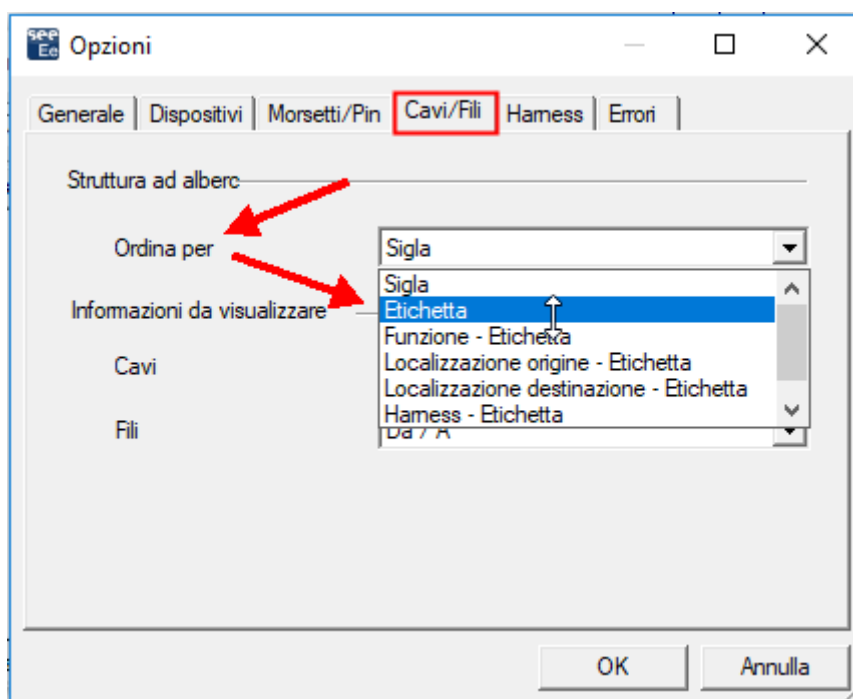 see
Ee
Opzioni
Generale
Dispositivi
Morsetti/Pin
Cavi/Fili
Harness
Errori
Struttura ad albero
Ordina per
Sigla
Sigla
Etichetta
Informazioni da visualizzare
Funzione - Etichetta
Cavi
Localizzazione origine - Etichetta
Localizzazione destinazione - Etichetta
Harness - Etichetta
Fili
Da / A
OK
Annulla